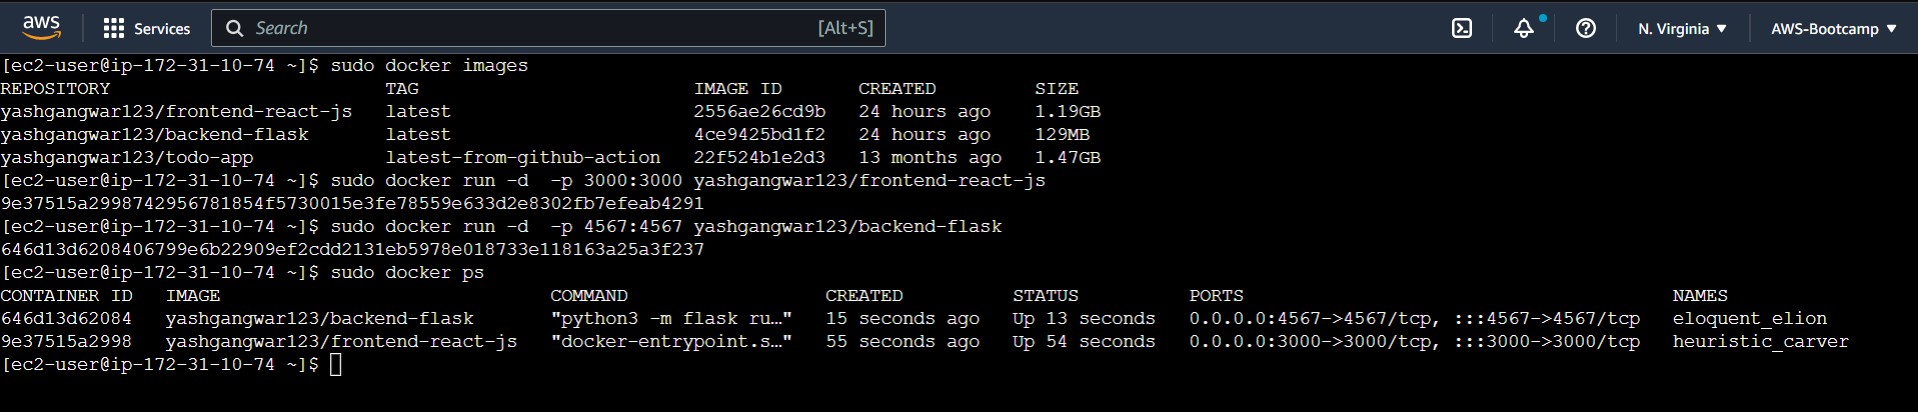 aws Services Search [Alt+S] N. Virginia ▼ AWS-Bootcamp ▼
[ec2-user@ip-172-31-10-74 ~]$ sudo docker images
REPOSITORY TAG IMAGE ID CREATED SIZE
yashgangwar123/frontend-react-js latest 2556ae26cd9b 24 hours ago 1.19GB
yashgangwar123/backend-flask latest 4ce9425bd1f2 24 hours ago 129MB
yashgangwar123/todo-app latest-from-github-action 22f524b1e2d3 13 months ago 1.47GB
[ec2-user@ip-172-31-10-74 ~]$ sudo docker run -d  -p 3000:3000 yashgangwar123/frontend-react-js
9e37515a2998742956781854f5730015e3fe78559e633d2e8302fb7efeab4291
[ec2-user@ip-172-31-10-74 ~]$ sudo docker run -d  -p 4567:4567 yashgangwar123/backend-flask
646d13d6208406799e6b22909ef2cdd2131eb5978e018733e118163a25a3f237
[ec2-user@ip-172-31-10-74 ~]$ sudo docker ps
CONTAINER ID IMAGE COMMAND CREATED STATUS PORTS NAMES
646d13d62084 yashgangwar123/backend-flask "python3 -m flask ru…" 15 seconds ago Up 13 seconds 0.0.0.0:4567->4567/tcp, :::4567->4567/tcp eloquent_elion
9e37515a2998 yashgangwar123/frontend-react-js "docker-entrypoint.s…" 55 seconds ago Up 54 seconds 0.0.0.0:3000->3000/tcp, :::3000->3000/tcp heuristic_carver
[ec2-user@ip-172-31-10-74 ~]$